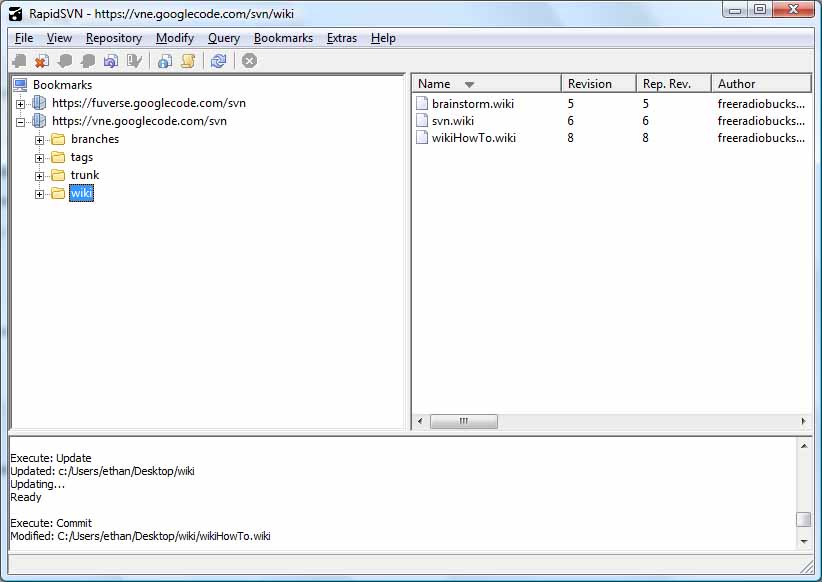 RapidSVN - https://vne.googlecode.com/svn/wiki
File View Repository Modify Query Bookmarks Extras Help
Bookmarks
https://fuverse.googlecode.com/svn
https://vne.googlecode.com/svn
branches
tags
trunk
wiki
Name Revision Rep. Rev. Author
brainstorm.wiki 5 5 freeradiobucks...
svn.wiki 6 6 freeradiobucks...
wikiHowTo.wiki 8 8 freeradiobucks...
Execute: Update
Updated: c:/Users/ethan/Desktop/wiki
Updating...
Ready
Execute: Commit
Modified: C:/Users/ethan/Desktop/wiki/wikiHowTo.wiki